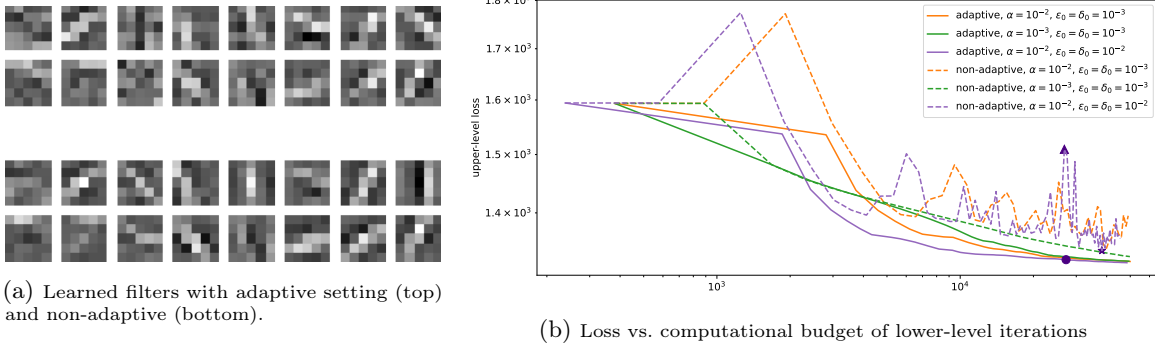 (a) Learned filters with adaptive setting (top)
and non-adaptive (bottom).
upper-level loss
1.8 × 10³
1.7 × 10³
1.6 × 10³
1.5 × 10³
1.4 × 10³
10³
10⁴
adaptive, α = 10⁻², ε₀ = δ₀ = 10⁻³
adaptive, α = 10⁻³, ε₀ = δ₀ = 10⁻³
adaptive, α = 10⁻², ε₀ = δ₀ = 10⁻²
non-adaptive, α = 10⁻², ε₀ = δ₀ = 10⁻³
non-adaptive, α = 10⁻³, ε₀ = δ₀ = 10⁻³
non-adaptive, α = 10⁻², ε₀ = δ₀ = 10⁻²
(b) Loss vs. computational budget of lower-level iterations